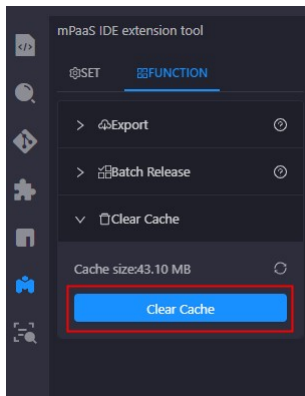 mPaaS IDE extension tool
SET FUNCTION
Export
Batch Release
Clear Cache
Cache size:43.10 MB
Clear Cache